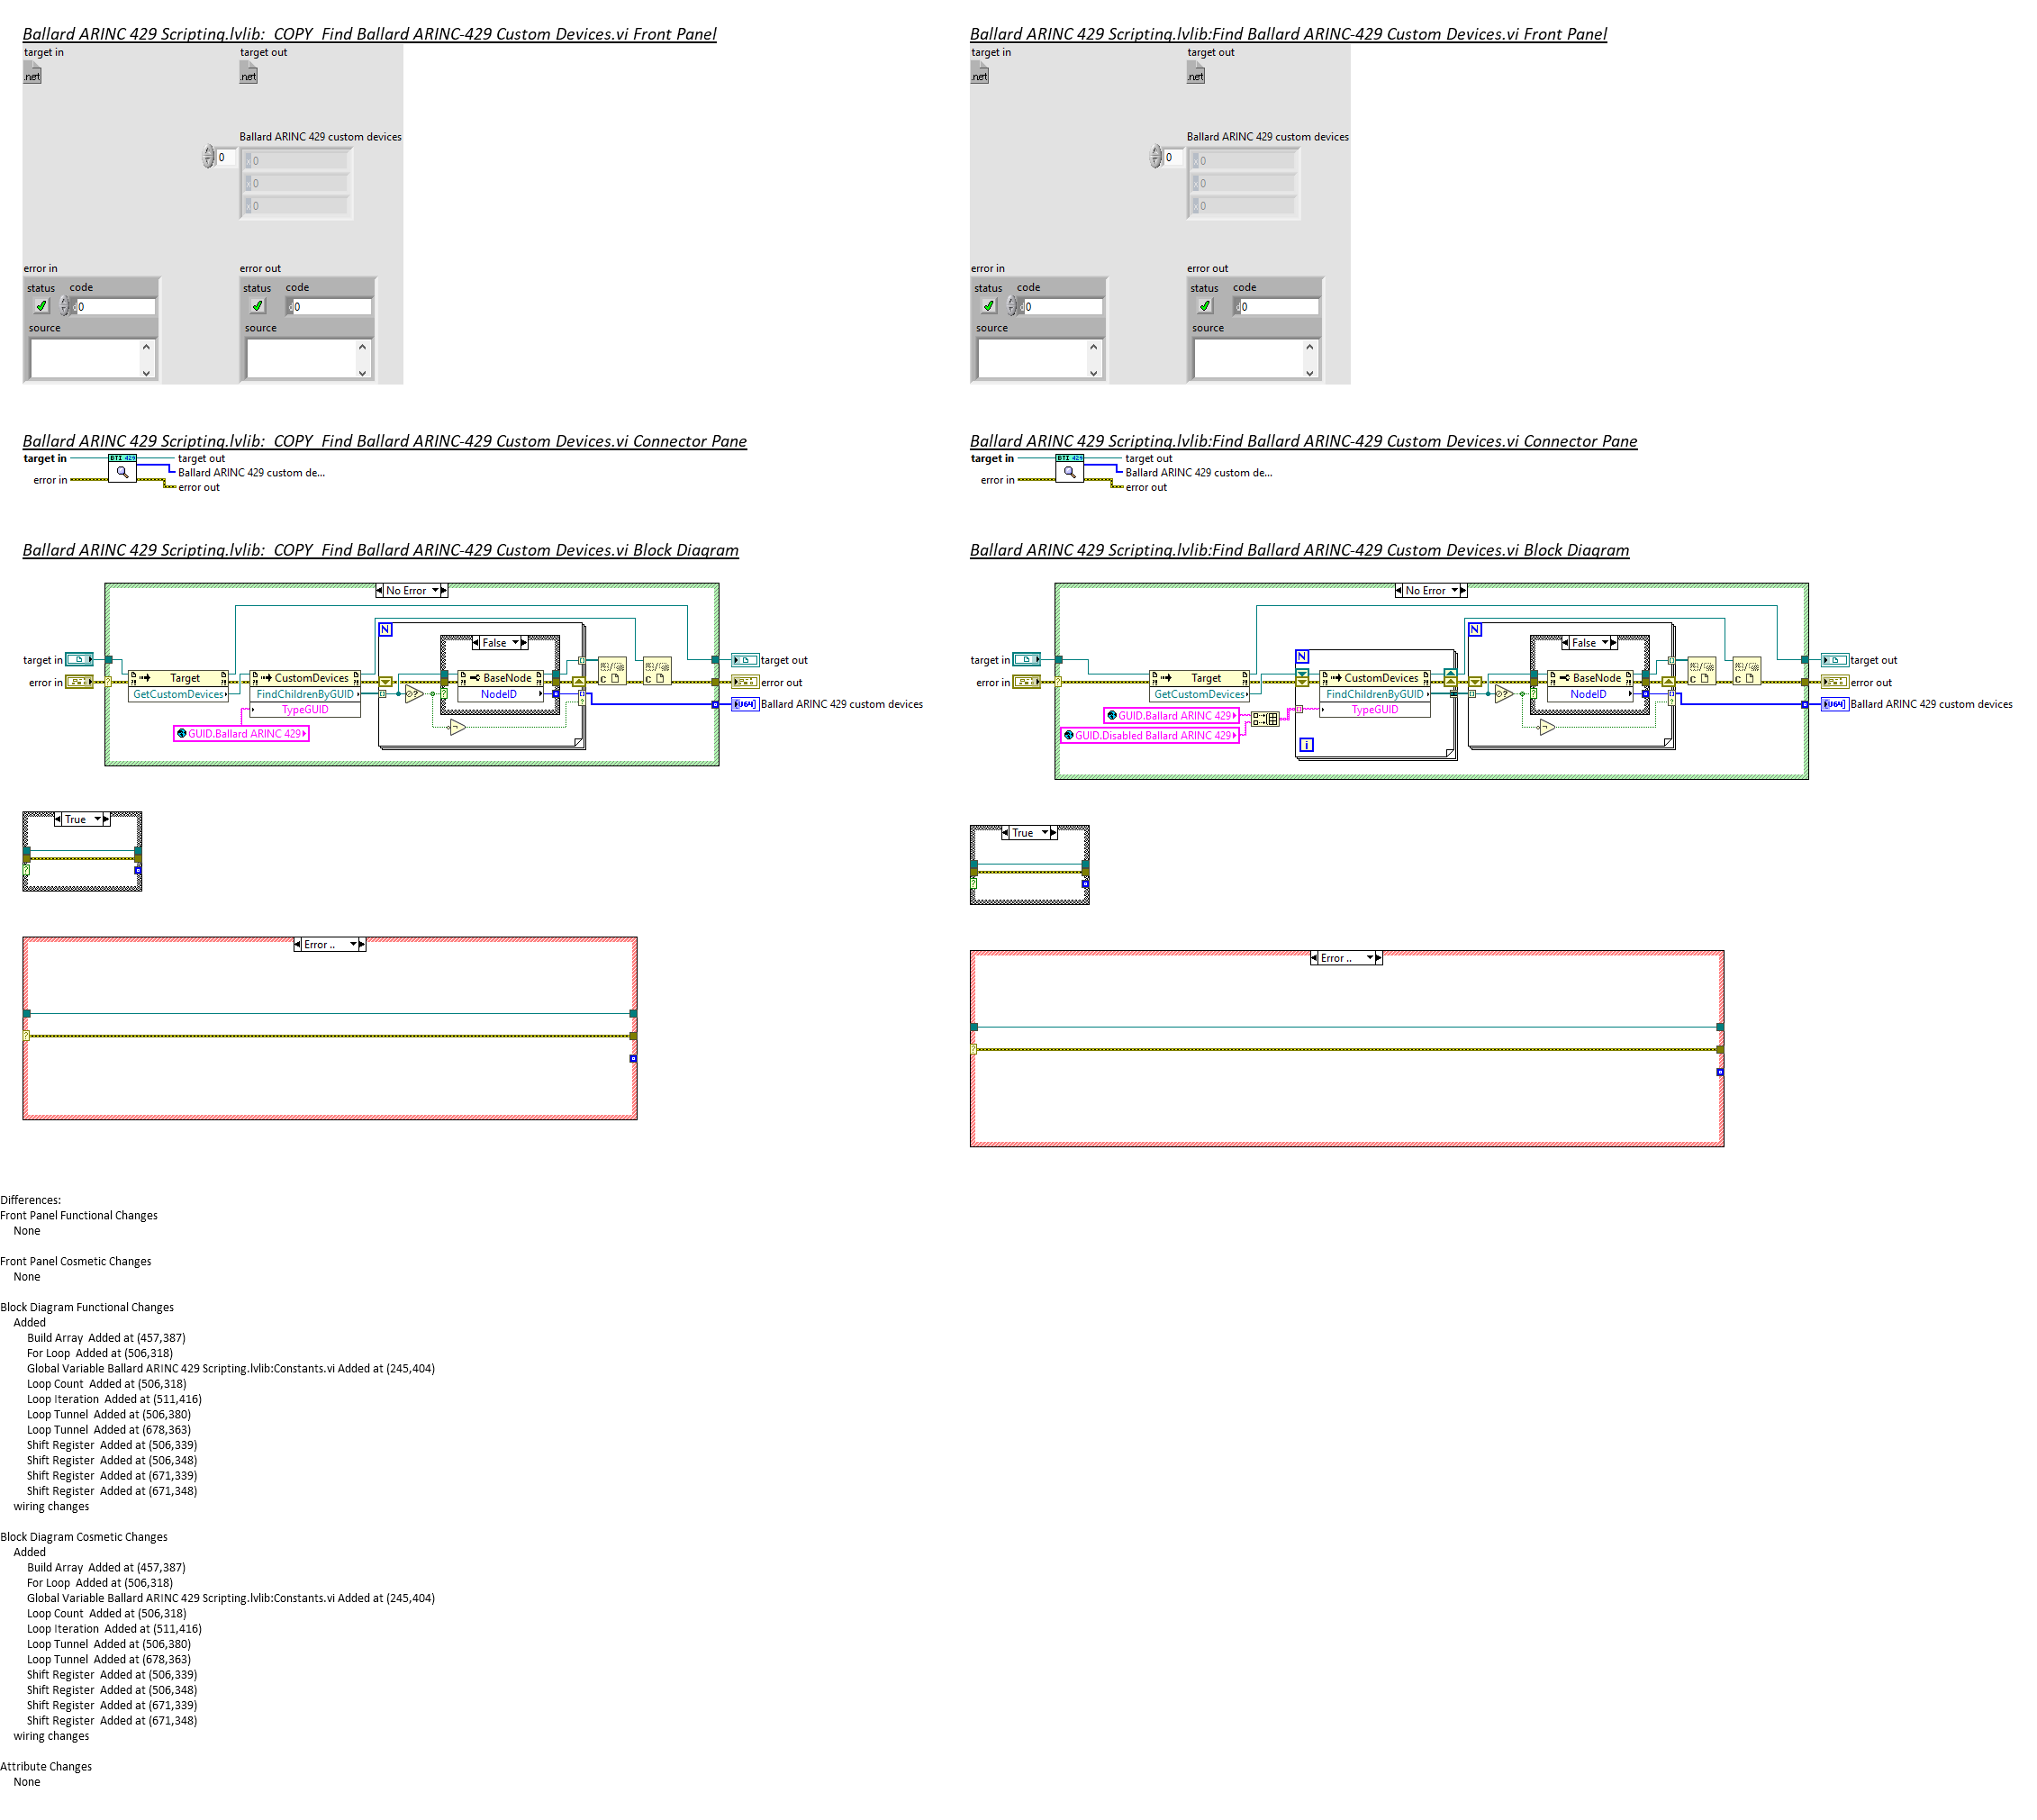 Ballard ARINC 429 Scripting.lvlib:  COPY  Find Ballard ARINC-429 Custom Devices.vi Front Panel
target in
target out
.net
.net
Ballard ARINC 429 custom devices
0
0
0
0
error in
error out
status code
status code
0
0
source
source
Ballard ARINC 429 Scripting.lvlib:Find Ballard ARINC-429 Custom Devices.vi Front Panel
target in
target out
.net
.net
Ballard ARINC 429 custom devices
0
0
0
0
error in
error out
status code
status code
0
0
source
source
Ballard ARINC 429 Scripting.lvlib:  COPY  Find Ballard ARINC-429 Custom Devices.vi Connector Pane
target in
BTI 429
target out
Ballard ARINC 429 custom de...
error in
error out
Ballard ARINC 429 Scripting.lvlib:Find Ballard ARINC-429 Custom Devices.vi Connector Pane
target in
BTI 429
target out
Ballard ARINC 429 custom de...
error in
error out
Ballard ARINC 429 Scripting.lvlib:  COPY  Find Ballard ARINC-429 Custom Devices.vi Block Diagram
No Error
N
False
target in
target out
Target
CustomDevices
BaseNode
error in
error out
GetCustomDevices
FindChildrenByGUID
NodeID
TypeGUID
U64
Ballard ARINC 429 custom devices
GUID.Ballard ARINC 429
True
Error ..
Ballard ARINC 429 Scripting.lvlib:Find Ballard ARINC-429 Custom Devices.vi Block Diagram
No Error
N
False
N
target in
target out
Target
CustomDevices
BaseNode
error in
error out
GetCustomDevices
FindChildrenByGUID
NodeID
TypeGUID
U64
Ballard ARINC 429 custom devices
GUID.Ballard ARINC 429
GUID.Disabled Ballard ARINC 429
i
True
Error ..
Differences:
Front Panel Functional Changes
None
Front Panel Cosmetic Changes
None
Block Diagram Functional Changes
Added
Build Array  Added at (457,387)
For Loop  Added at (506,318)
Global Variable Ballard ARINC 429 Scripting.lvlib:Constants.vi Added at (245,404)
Loop Count  Added at (506,318)
Loop Iteration  Added at (511,416)
Loop Tunnel  Added at (506,380)
Loop Tunnel  Added at (678,363)
Shift Register  Added at (506,339)
Shift Register  Added at (506,348)
Shift Register  Added at (671,339)
Shift Register  Added at (671,348)
wiring changes
Block Diagram Cosmetic Changes
Added
Build Array  Added at (457,387)
For Loop  Added at (506,318)
Global Variable Ballard ARINC 429 Scripting.lvlib:Constants.vi Added at (245,404)
Loop Count  Added at (506,318)
Loop Iteration  Added at (511,416)
Loop Tunnel  Added at (506,380)
Loop Tunnel  Added at (678,363)
Shift Register  Added at (506,339)
Shift Register  Added at (506,348)
Shift Register  Added at (671,339)
Shift Register  Added at (671,348)
wiring changes
Attribute Changes
None